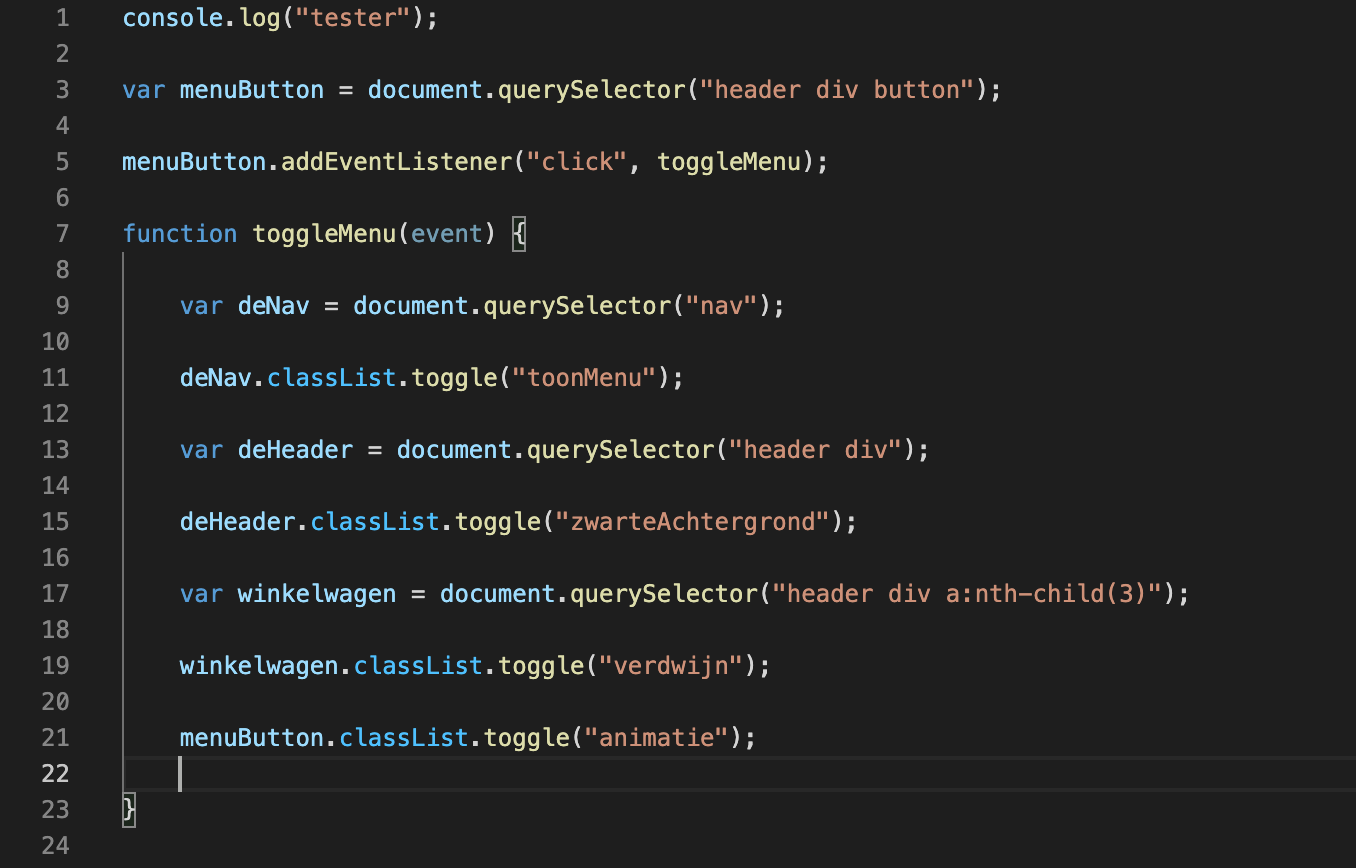 1 console.log("tester");
2
3 var menuButton = document.querySelector("header div button");
4
5 menuButton.addEventListener("click", toggleMenu);
6
7 function toggleMenu(event) {
8
9     var deNav = document.querySelector("nav");
10
11     deNav.classList.toggle("toonMenu");
12
13     var deHeader = document.querySelector("header div");
14
15     deHeader.classList.toggle("zwarteAchtergrond");
16
17     var winkelwagen = document.querySelector("header div a:nth-child(3)");
18
19     winkelwagen.classList.toggle("verdwijn");
20
21     menuButton.classList.toggle("animatie");
22
23 }
24